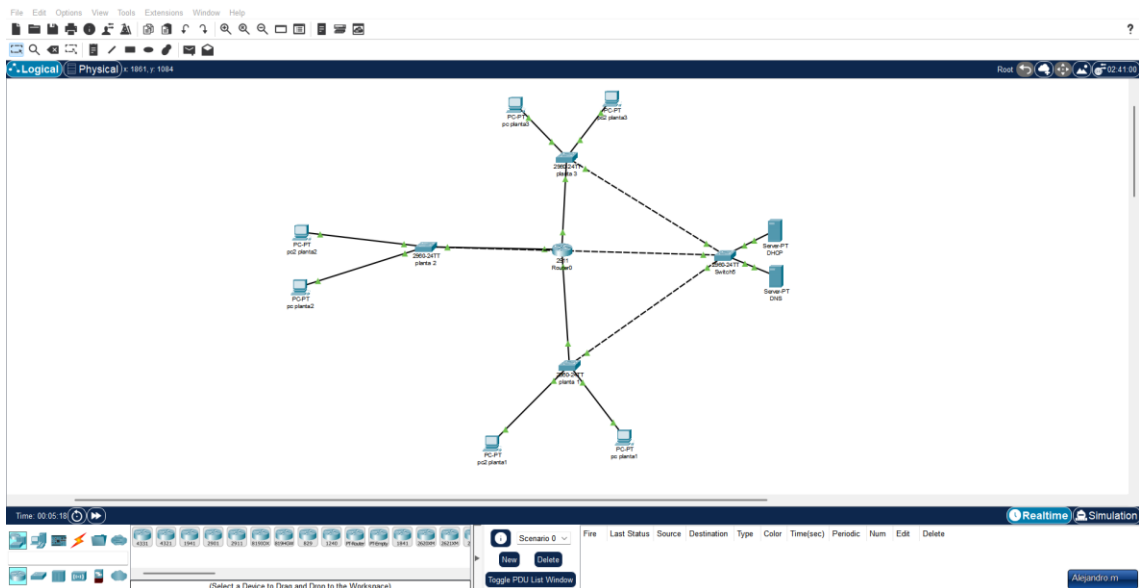 File Edit Options View Tools Extensions Window Help
?
Logical Physical x: 1861, y: 1084 Root 02:41:00
PC-PT
pc planta3
PC-PT
pc2 planta3
2960-24TT
planta 3
PC-PT
pc2 planta2
2960-24TT
planta 2
2911
Router0
2960-24TT
Switch6
Server-PT
DHCP
PC-PT
pc planta2
Server-PT
DNS
2960-24TT
planta 1
PC-PT
pc2 planta1
PC-PT
pc planta1
Time: 00:05:18 Realtime Simulation
4331 4321 1941 2901 2911 819IOX 819HGW 829 1240 PT-Router PT-Empty 1841 2620XM 2621XM
Scenario 0
New Delete
Toggle PDU List Window
Fire Last Status Source Destination Type Color Time(sec) Periodic Num Edit Delete
(Select a Device to Drag and Drop to the Workspace)
Alejandro.m